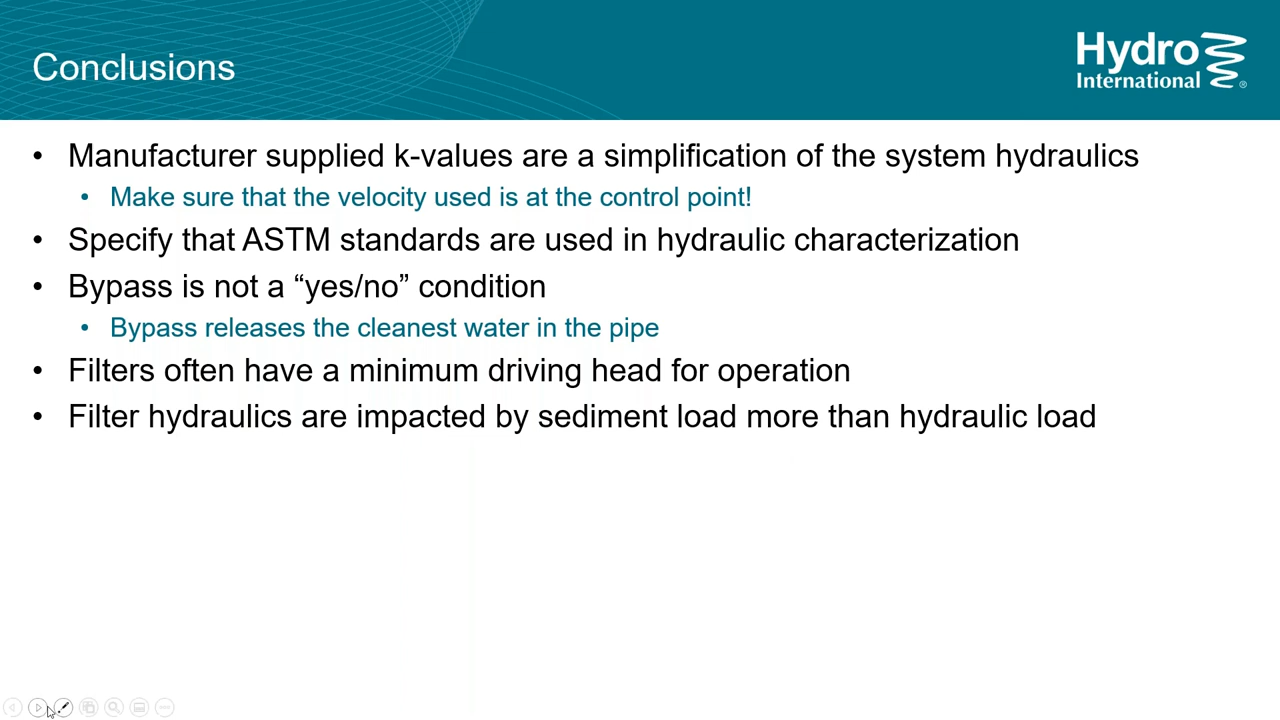 Conclusions
Hydro
International
®
• Manufacturer supplied k-values are a simplification of the system hydraulics
• Make sure that the velocity used is at the control point!
• Specify that ASTM standards are used in hydraulic characterization
• Bypass is not a “yes/no” condition
• Bypass releases the cleanest water in the pipe
• Filters often have a minimum driving head for operation
• Filter hydraulics are impacted by sediment load more than hydraulic load